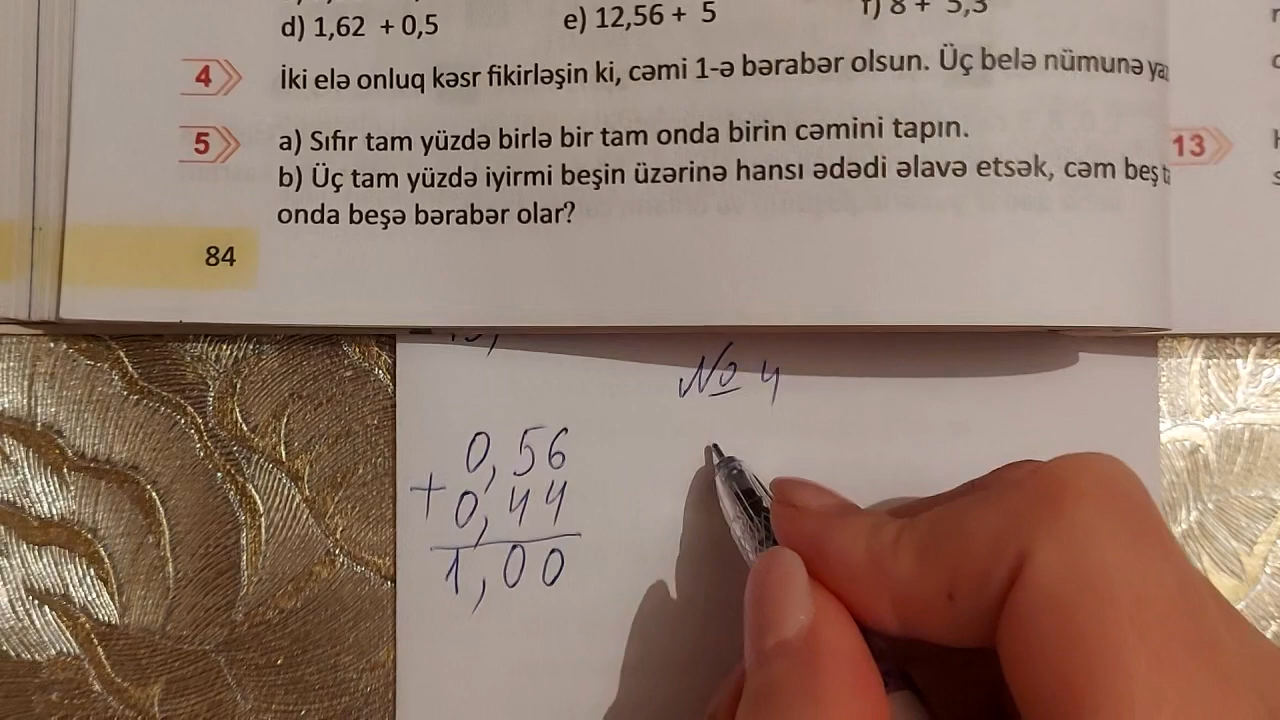 d) 1,62 + 0,5
e) 12,56 + 5
f) 8 + 5,3
4 İki elə onluq kəsr fikirləşin ki, cəmi 1-ə bərabər olsun. Üç belə nümunə
5 a) Sıfır tam yüzdə birlə bir tam onda birin cəmini tapın.
b) Üç tam yüzdə iyirmi beşin üzərinə hansı ədədi əlavə etsək, cəm beş
onda beşə bərabər olar?
13
84
№ 4
0,56
+ 0,44
1,00